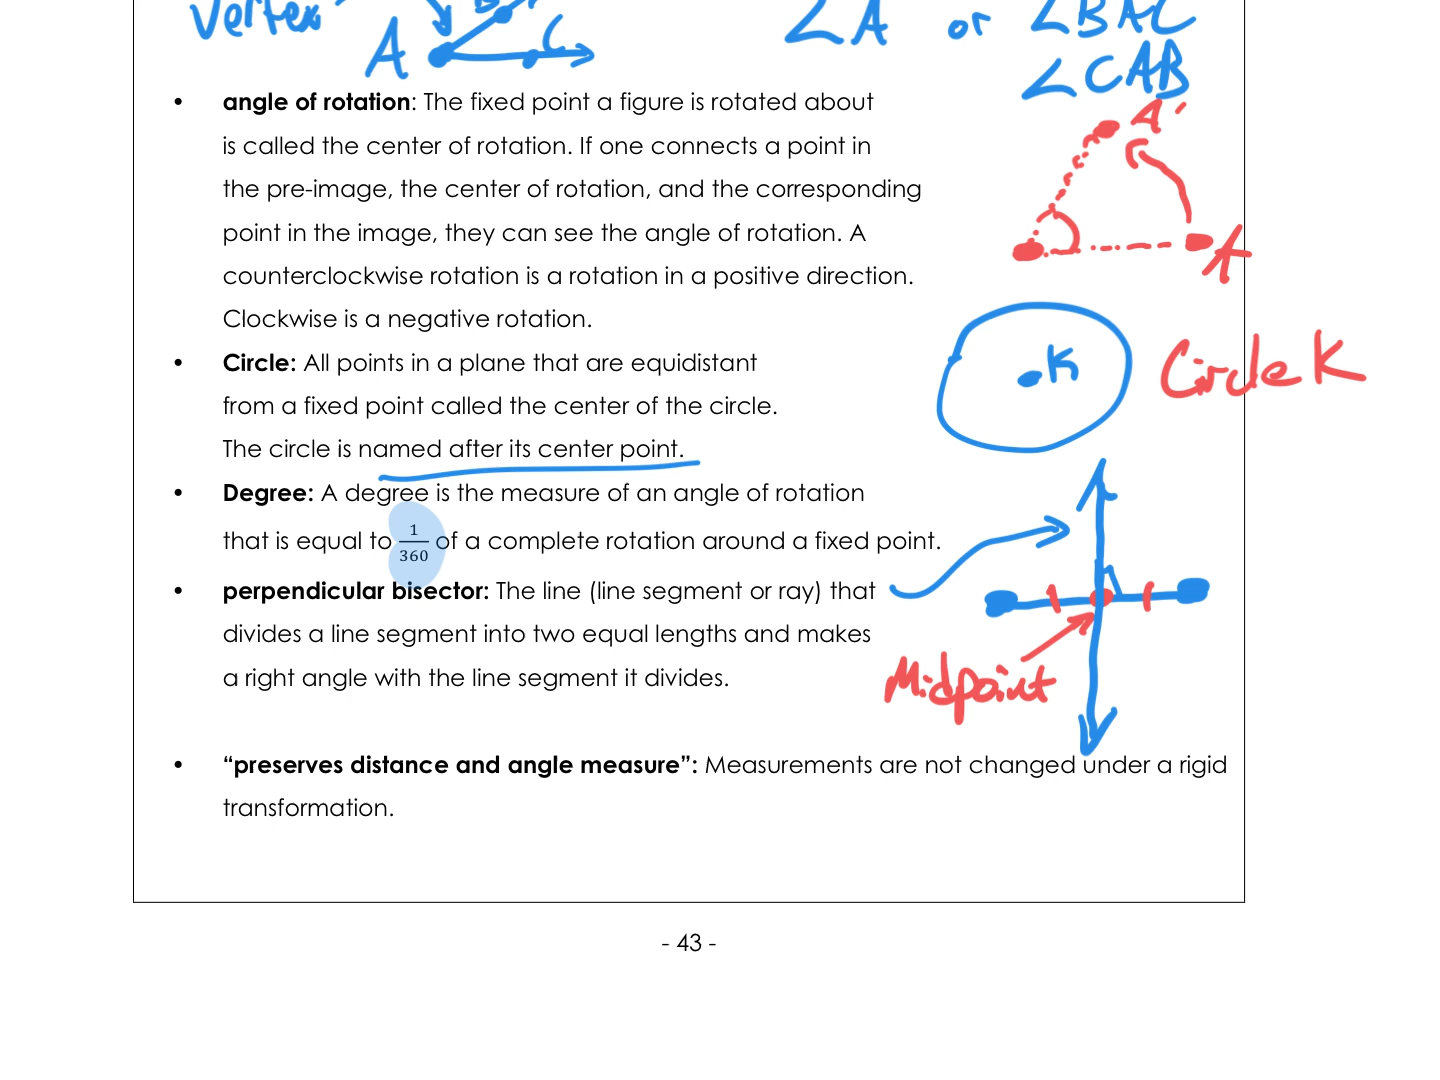 Vertex
A B C
∠A or ∠BAC
∠CAB
• angle of rotation: The fixed point a figure is rotated about
is called the center of rotation. If one connects a point in
the pre-image, the center of rotation, and the corresponding
point in the image, they can see the angle of rotation. A
counterclockwise rotation is a rotation in a positive direction.
Clockwise is a negative rotation.
A'
A
• Circle: All points in a plane that are equidistant
from a fixed point called the center of the circle.
The circle is named after its center point.
K
Circle K
• Degree: A degree is the measure of an angle of rotation
that is equal to 1/360 of a complete rotation around a fixed point.
• perpendicular bisector: The line (line segment or ray) that
divides a line segment into two equal lengths and makes
a right angle with the line segment it divides.
Midpoint
• “preserves distance and angle measure”: Measurements are not changed under a rigid
transformation.
- 43 -